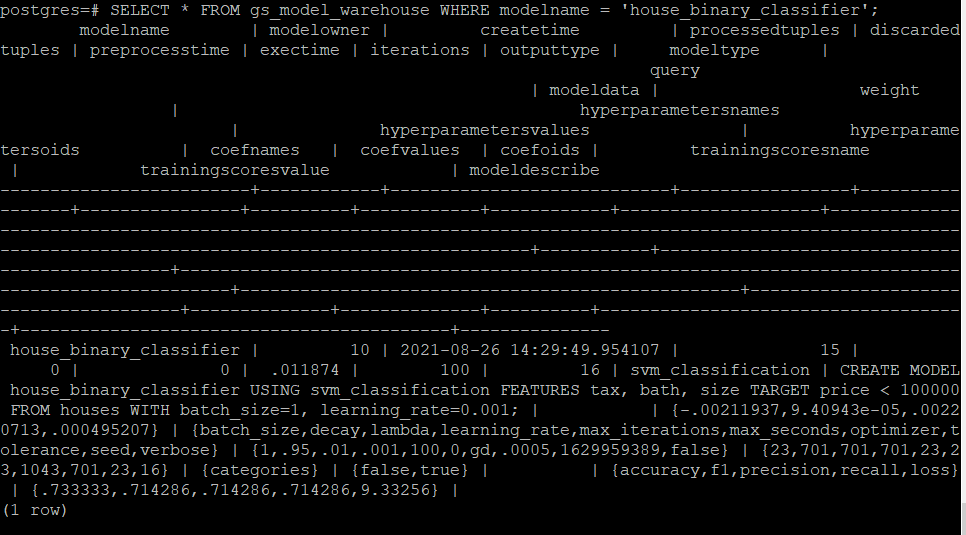 postgres=# SELECT * FROM gs_model_warehouse WHERE modelname = 'house_binary_classifier';
        modelname        | modelowner |         createtime         | processedtuples | discarded
tuples | preprocesstime | exectime | iterations | outputtype |     modeltype      |
                                                                 query
                                                     | modeldata |                    weight
                 |                                        hyperparametersnames
                       |              hyperparametersvalues               |          hyperparame
tersoids          |  coefnames   |  coefvalues  | coefoids |         trainingscoresname
 |            trainingscoresvalue            | modeldescribe
-------------------------+------------+----------------------------+-----------------+----------
-------+----------------+----------+------------+------------+--------------------+-------------
------------------------------------------------------------------------------------------------
-----------------------------------------------------+-----------+------------------------------
-----------------+------------------------------------------------------------------------------
-----------------------+--------------------------------------------------+---------------------
------------------+--------------+--------------+----------+------------------------------------
-+-------------------------------------------+---------------
 house_binary_classifier |         10 | 2021-08-26 14:29:49.954107 |              15 |
     0 |              0 |  .011874 |        100 |         16 | svm_classification | CREATE MODEL
 house_binary_classifier USING svm_classification FEATURES tax, bath, size TARGET price < 100000
 FROM houses WITH batch_size=1, learning_rate=0.001; |           | {-.00211937,9.40943e-05,.0022
0713,.000495207} | {batch_size,decay,lambda,learning_rate,max_iterations,max_seconds,optimizer,t
olerance,seed,verbose} | {1,.95,.01,.001,100,0,gd,.0005,1629959389,false} | {23,701,701,701,23,2
3,1043,701,23,16} | {categories} | {false,true} |          | {accuracy,f1,precision,recall,loss}
 | {.733333,.714286,.714286,.714286,9.33256} |
(1 row)